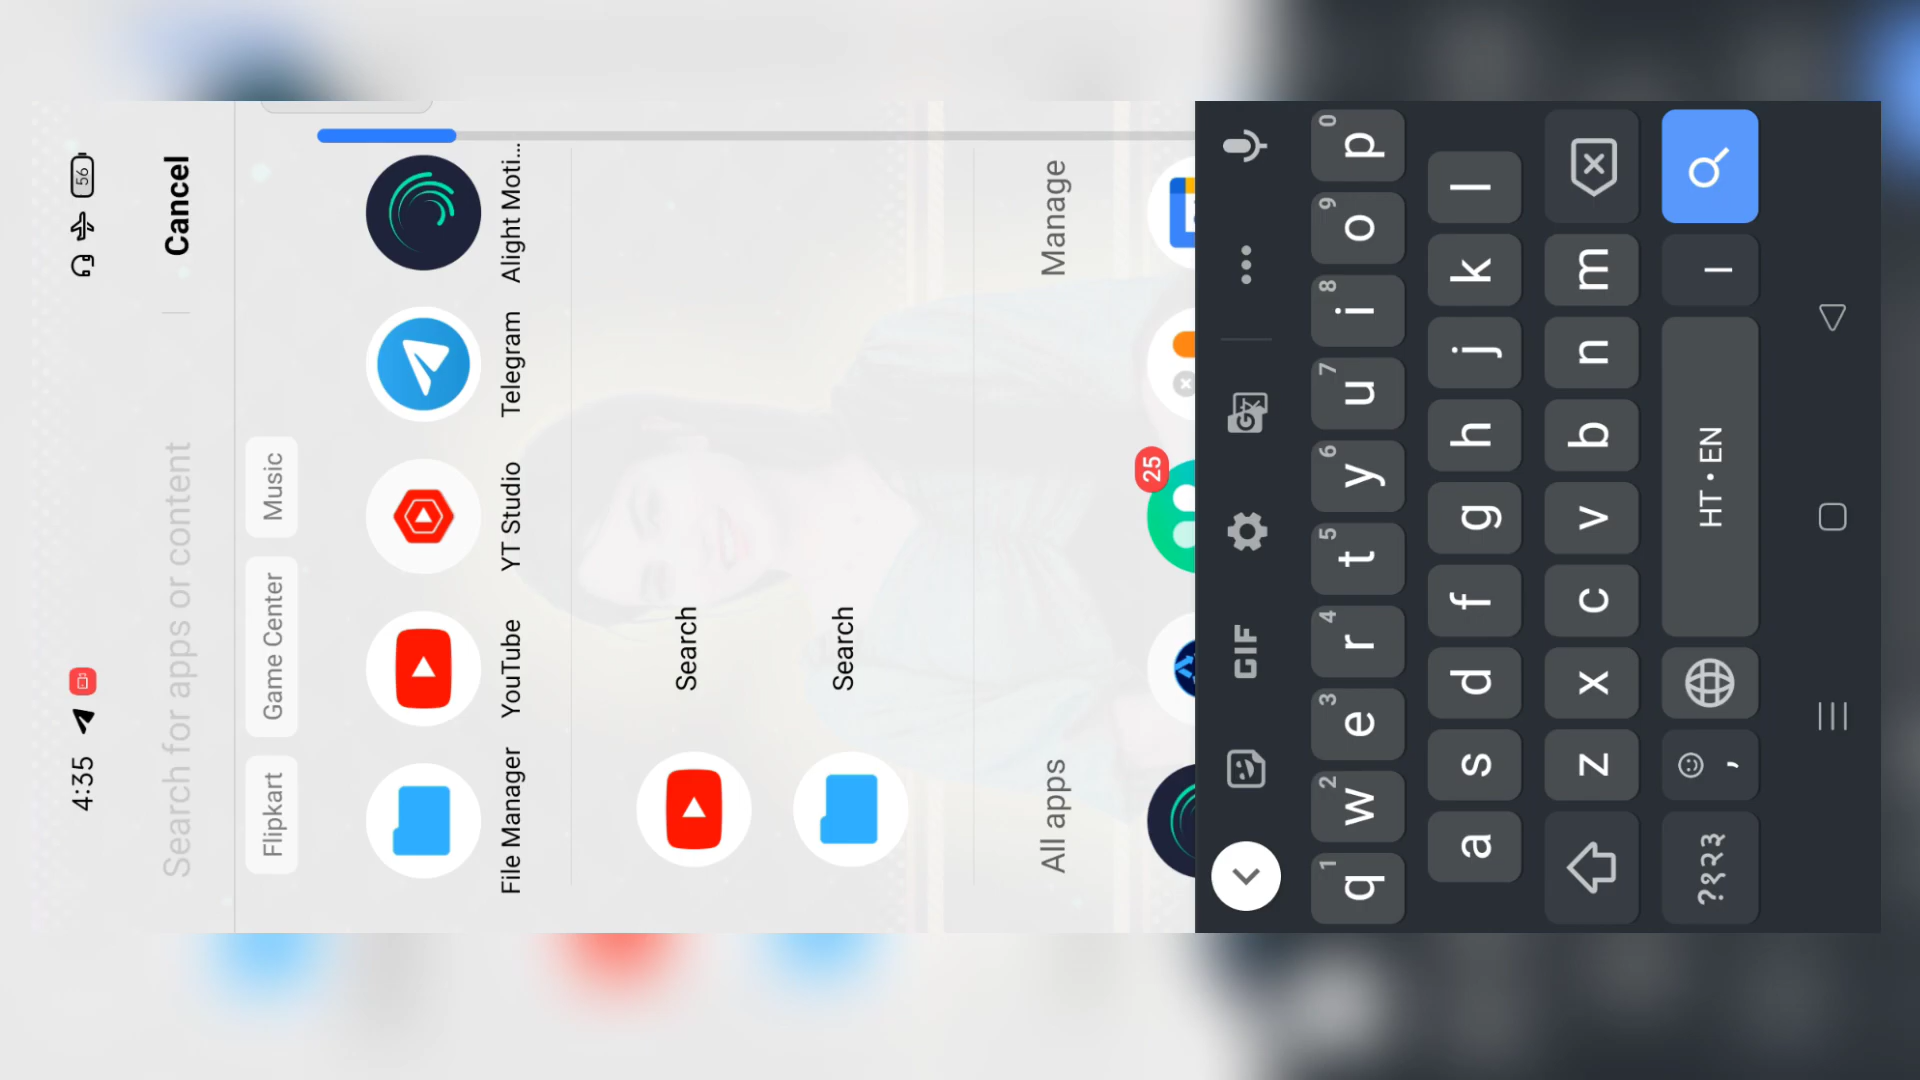 4:35
56
Search for apps or content
Cancel
Flipkart
Game Center
Music
File Manager
YouTube
YT Studio
Telegram
Alight Moti...
Search
Search
All apps
Manage
25
GIF
q w e r t y u i o p
1 2 3 4 5 6 7 8 9 0
a s d f g h j k l
z x c v b n m
?१२३
,
HT • EN
।